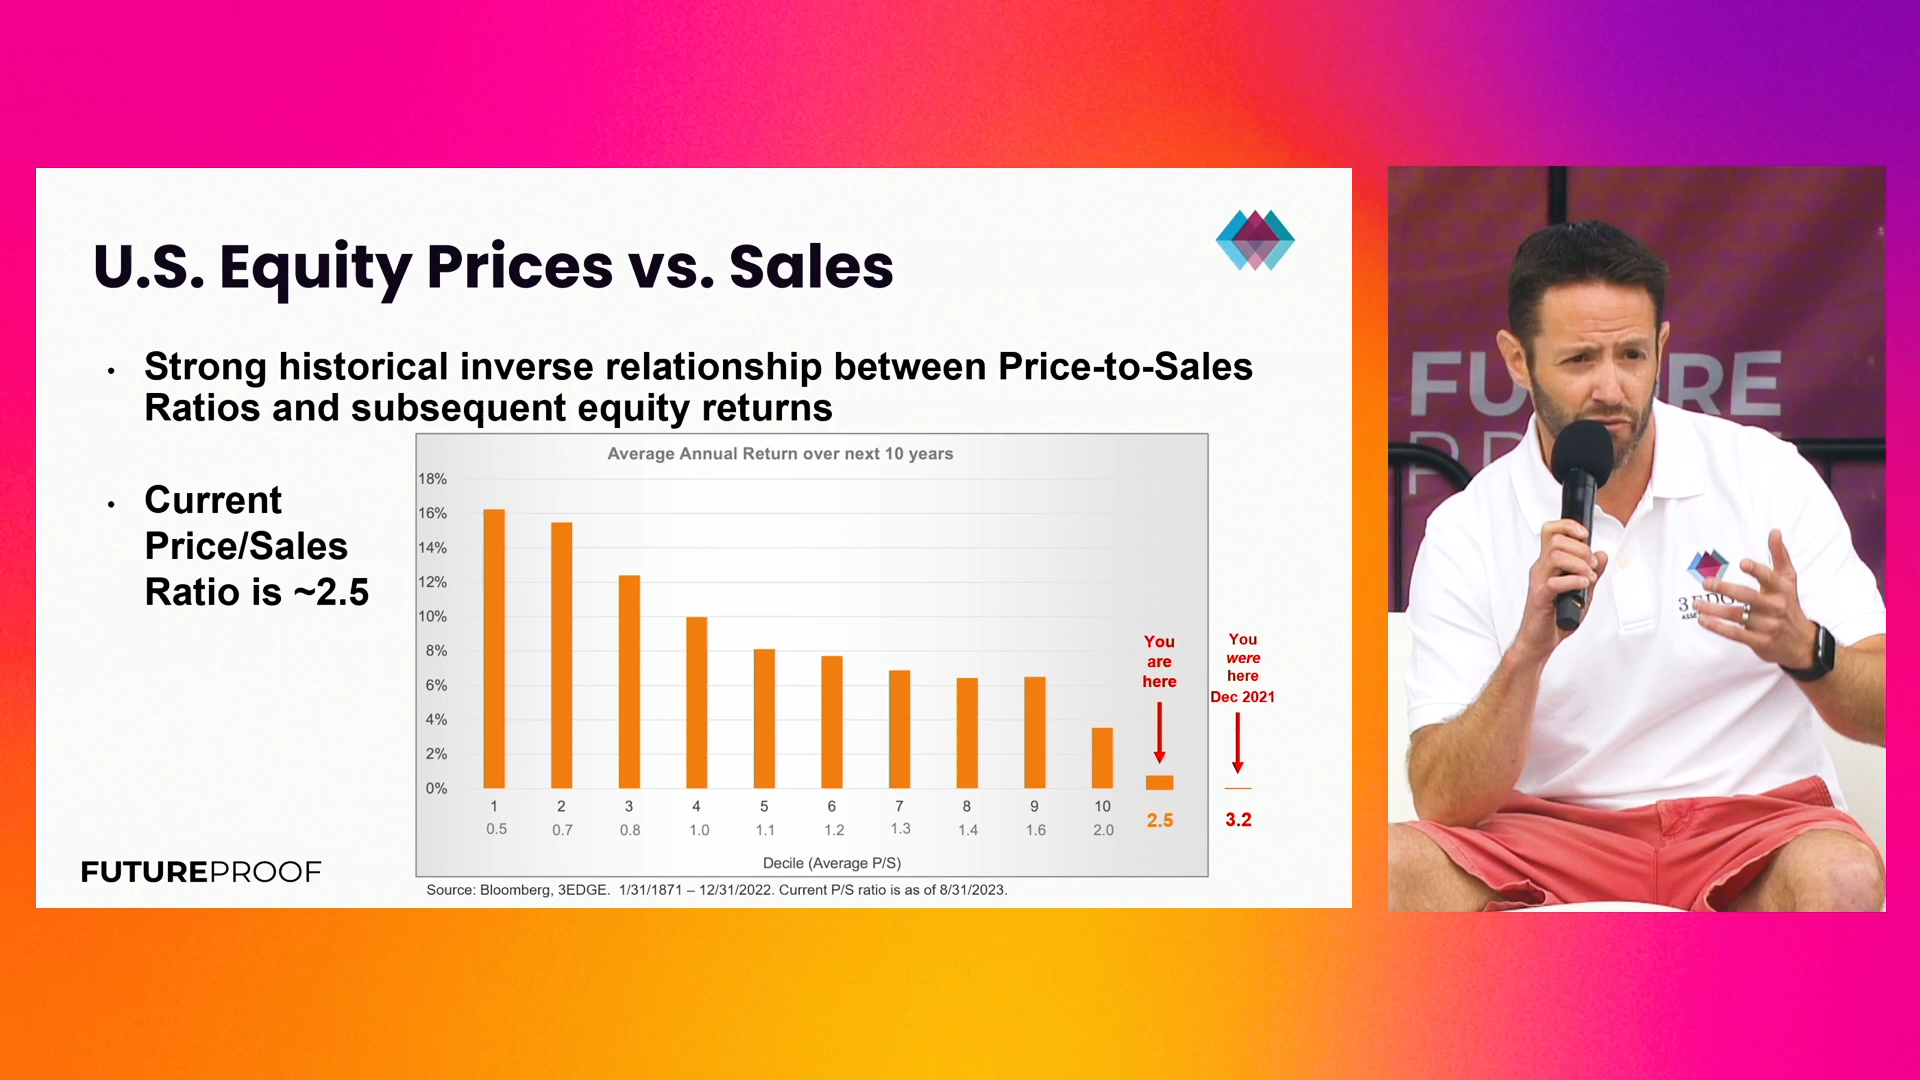 U.S. Equity Prices vs. Sales
• Strong historical inverse relationship between Price-to-Sales
Ratios and subsequent equity returns
• Current
Price/Sales
Ratio is ~2.5
Average Annual Return over next 10 years
18%
16%
14%
12%
10%
8%
6%
4%
2%
0%
1 2 3 4 5 6 7 8 9 10
0.5 0.7 0.8 1.0 1.1 1.2 1.3 1.4 1.6 2.0
Decile (Average P/S)
You
are
here
2.5
You
were
here
Dec 2021
3.2
Source: Bloomberg, 3EDGE. 1/31/1871 – 12/31/2022. Current P/S ratio is as of 8/31/2023.
FUTUREPROOF